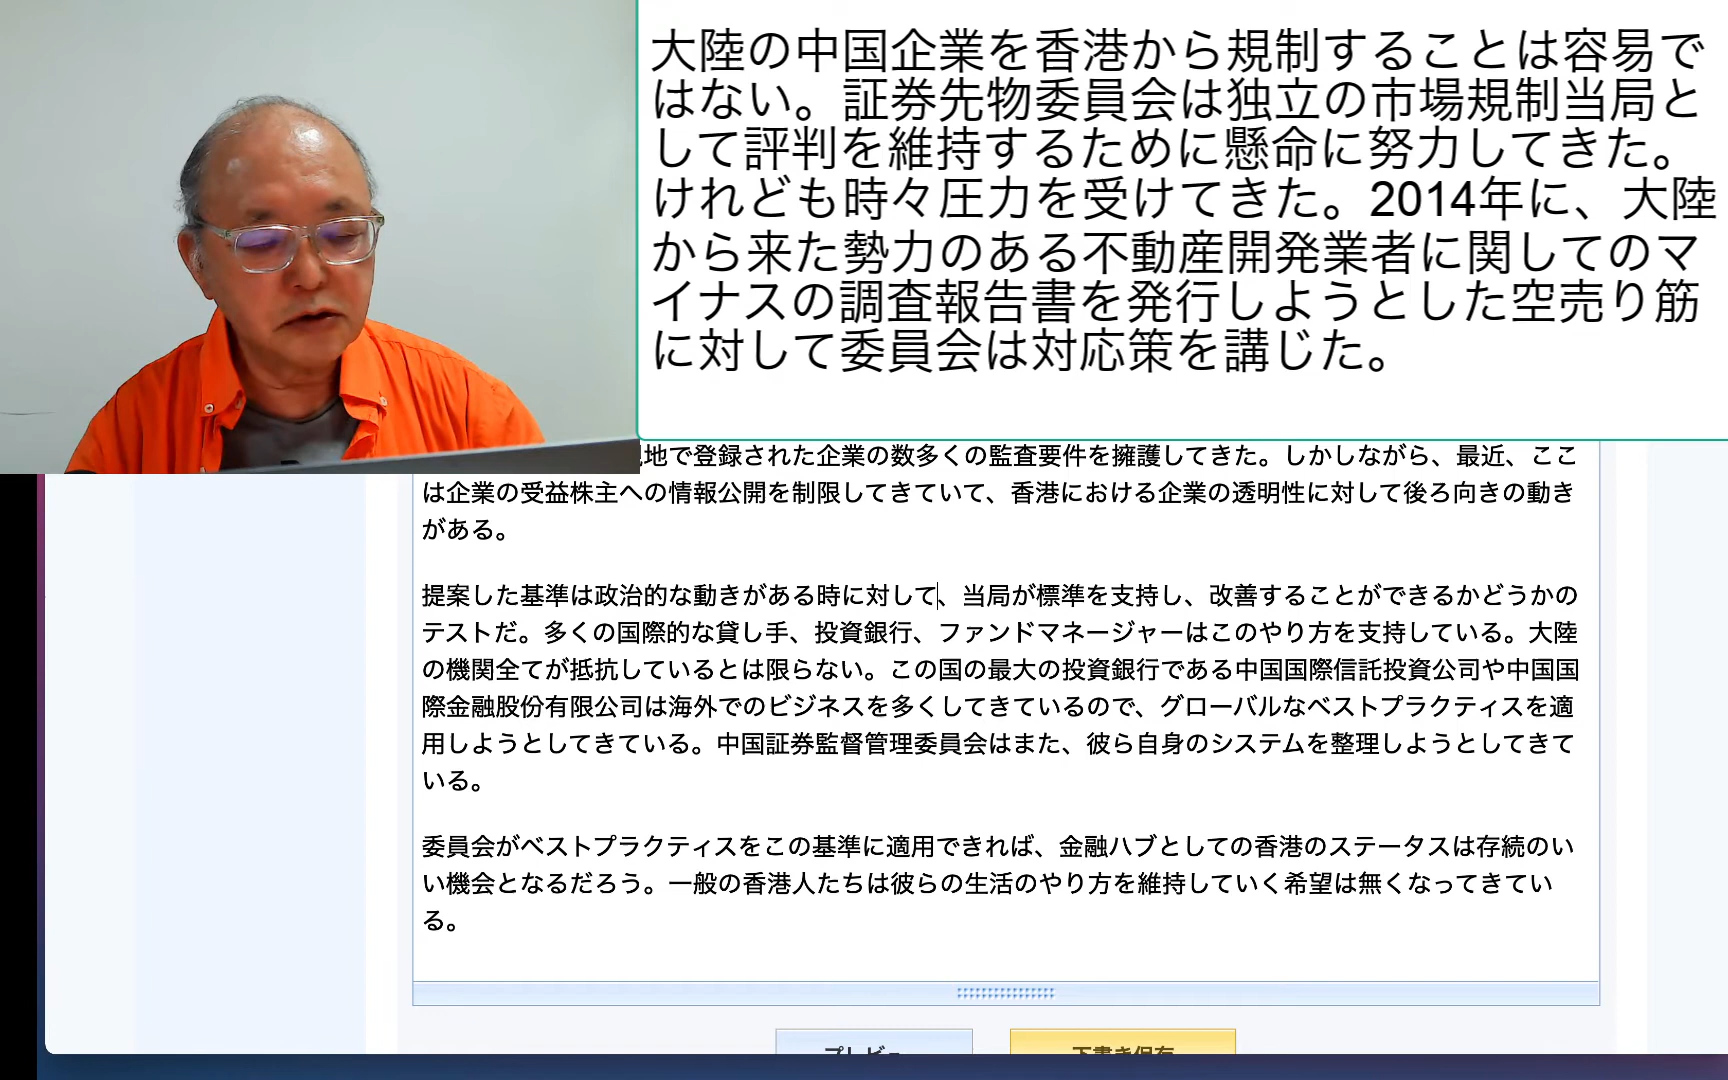 大陸の中国企業を香港から規制することは容易で
はない。証券先物委員会は独立の市場規制当局と
して評判を維持するために懸命に努力してきた。
けれども時々圧力を受けてきた。2014年に、大陸
から来た勢力のある不動産開発業者に関してのマ
イナスの調査報告書を発行しようとした空売り筋
に対して委員会は対応策を講じた。
地で登録された企業の数多くの監査要件を擁護してきた。しかしながら、最近、ここ
は企業の受益株主への情報公開を制限してきていて、香港における企業の透明性に対して後ろ向きの動き
がある。
提案した基準は政治的な動きがある時に対して、当局が標準を支持し、改善することができるかどうかの
テストだ。多くの国際的な貸し手、投資銀行、ファンドマネージャーはこのやり方を支持している。大陸
の機関全てが抵抗しているとは限らない。この国の最大の投資銀行である中国国際信託投資公司や中国国
際金融股份有限公司は海外でのビジネスを多くしてきているので、グローバルなベストプラクティスを適
用しようとしてきている。中国証券監督管理委員会はまた、彼ら自身のシステムを整理しようとしてきて
いる。
委員会がベストプラクティスをこの基準に適用できれば、金融ハブとしての香港のステータスは存続のい
い機会となるだろう。一般の香港人たちは彼らの生活のやり方を維持していく希望は無くなってきてい
る。
プレビュー
下書き保存